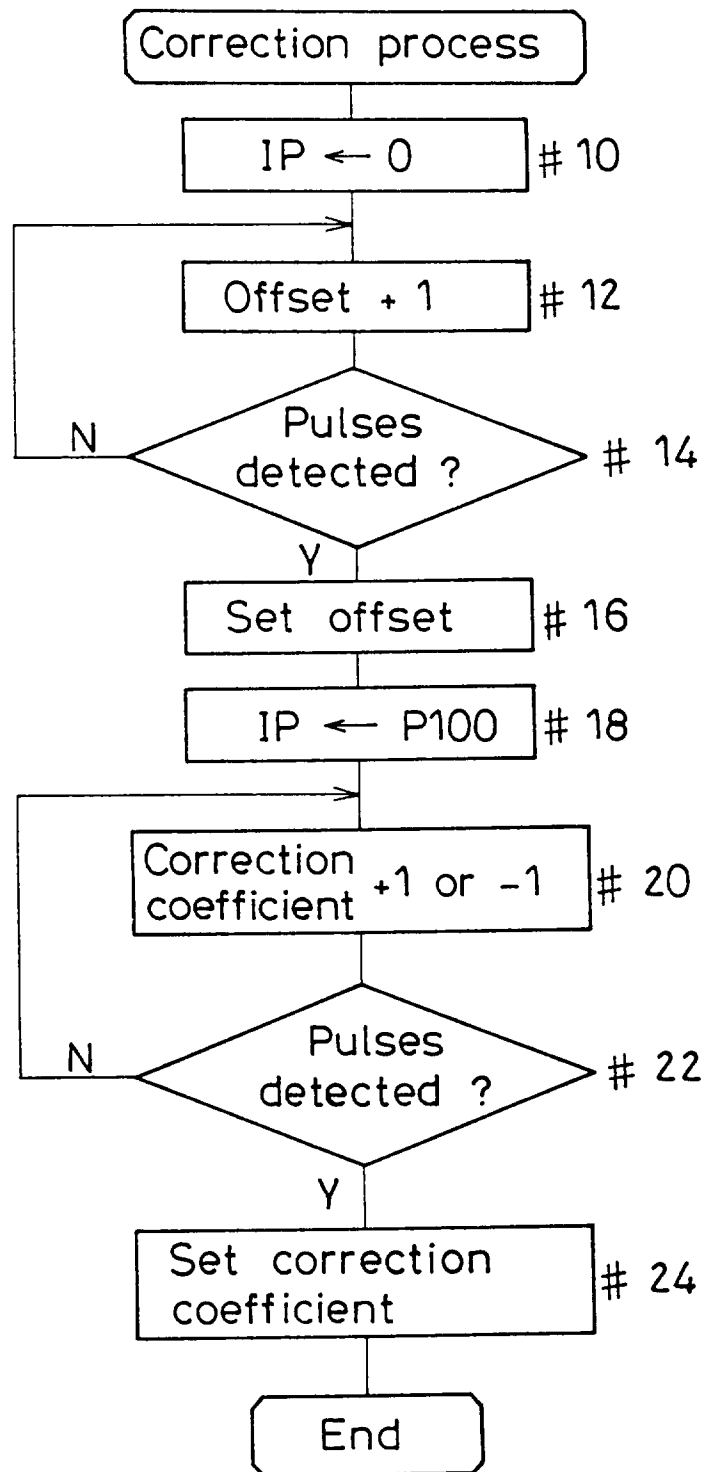 Correction process
IP ← 0
# 10
Offset + 1
# 12
Pulses
detected ?
# 14
N
Y
Set offset
# 16
IP ← P100
# 18
Correction
coefficient +1 or -1
# 20
Pulses
detected ?
# 22
N
Y
Set correction
coefficient
# 24
End